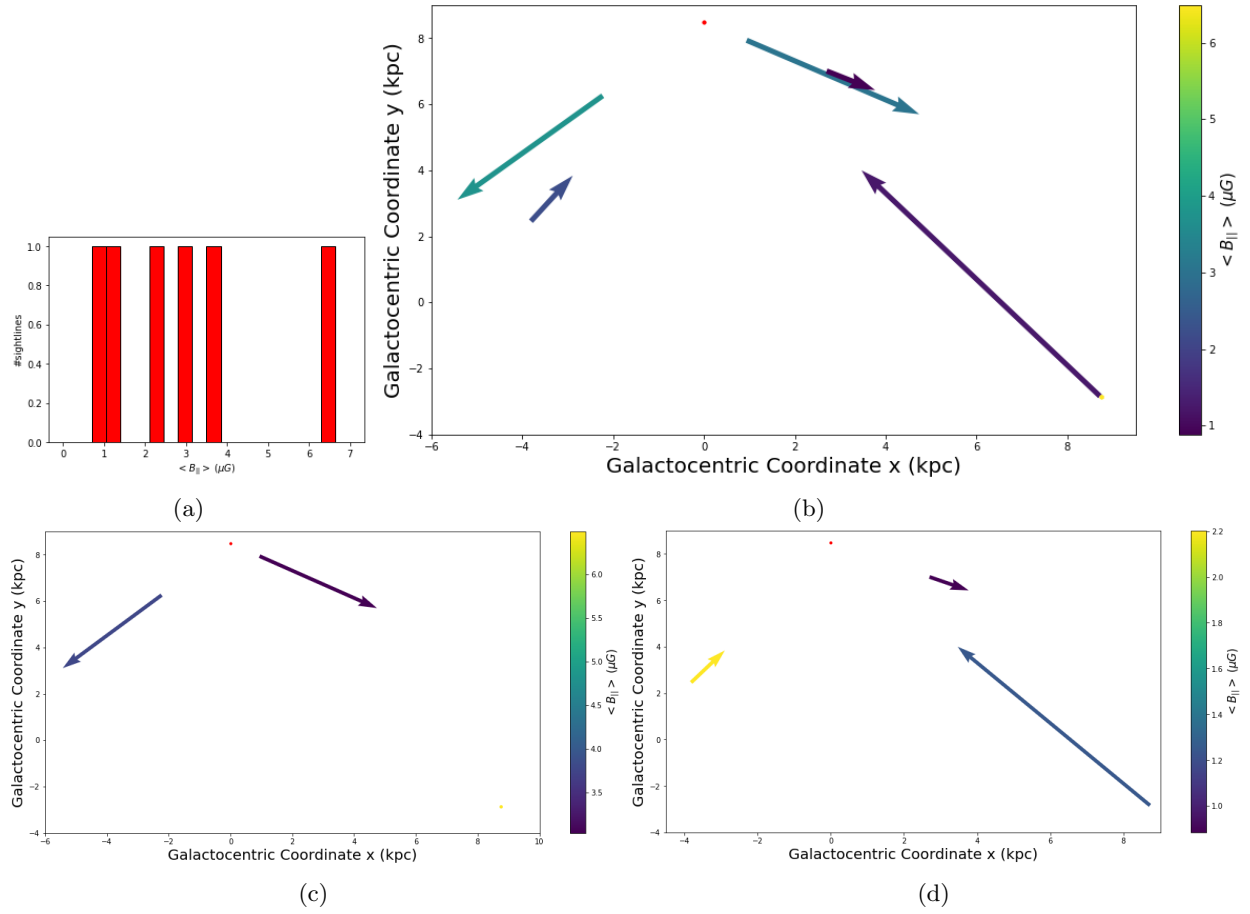 1.0
0.8
0.6
0.4
0.2
0.0
#sightlines
0 1 2 3 4 5 6 7
< B|| > (μG)
(a)
8
6
4
2
0
−2
−4
Galactocentric Coordinate y (kpc)
−6 −4 −2 0 2 4 6 8
Galactocentric Coordinate x (kpc)
6
5
4
3
2
1
< B|| > (μG)
(b)
8
6
4
2
0
−2
−4
Galactocentric Coordinate y (kpc)
−6 −4 −2 0 2 4 6 8 10
Galactocentric Coordinate x (kpc)
6.0
5.5
5.0
4.5
4.0
3.5
< B|| > (μG)
(c)
8
6
4
2
0
−2
−4
Galactocentric Coordinate y (kpc)
−4 −2 0 2 4 6 8
Galactocentric Coordinate x (kpc)
2.2
2.0
1.8
1.6
1.4
1.2
1.0
< B|| > (μG)
(d)